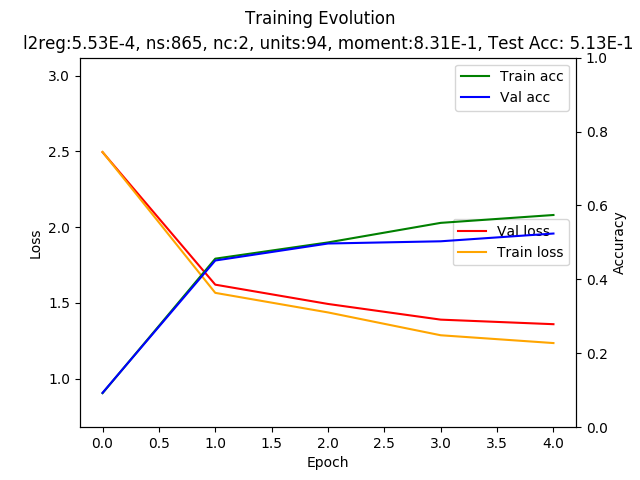 Training Evolution
l2reg:5.53E-4, ns:865, nc:2, units:94, moment:8.31E-1, Test Acc: 5.13E-1
3.0
2.5
2.0
1.5
1.0
Loss
1.0
0.8
0.6
0.4
0.2
0.0
Accuracy
Train acc
Val acc
Val loss
Train loss
0.0 0.5 1.0 1.5 2.0 2.5 3.0 3.5 4.0
Epoch